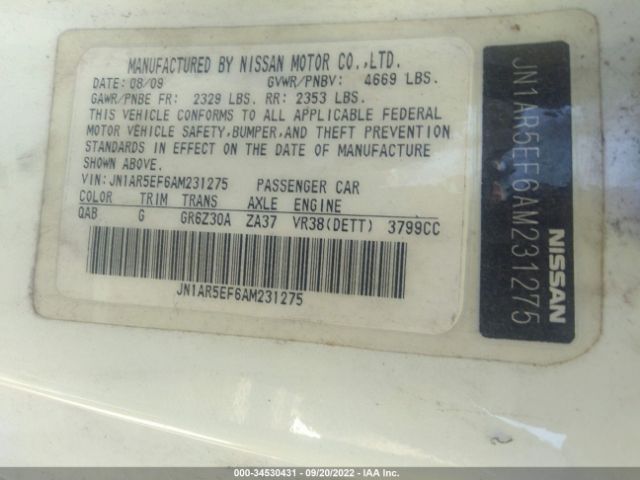 MANUFACTURED BY NISSAN MOTOR CO.,LTD.
DATE: 08/09 GVWR/PNBV: 4669 LBS.
GAWR/PNBE FR: 2329 LBS. RR: 2353 LBS.
THIS VEHICLE CONFORMS TO ALL APPLICABLE FEDERAL
MOTOR VEHICLE SAFETY,BUMPER,AND THEFT PREVENTION
STANDARDS IN EFFECT ON THE DATE OF MANUFACTURE
SHOWN ABOVE.
VIN: JN1AR5EF6AM231275 PASSENGER CAR
COLOR TRIM TRANS AXLE ENGINE
QAB G GR6Z30A ZA37 VR38(DETT) 3799CC
JN1AR5EF6AM231275
JN1AR5EF6AM231275
NISSAN
000-34530431 - 09/20/2022 - IAA Inc.